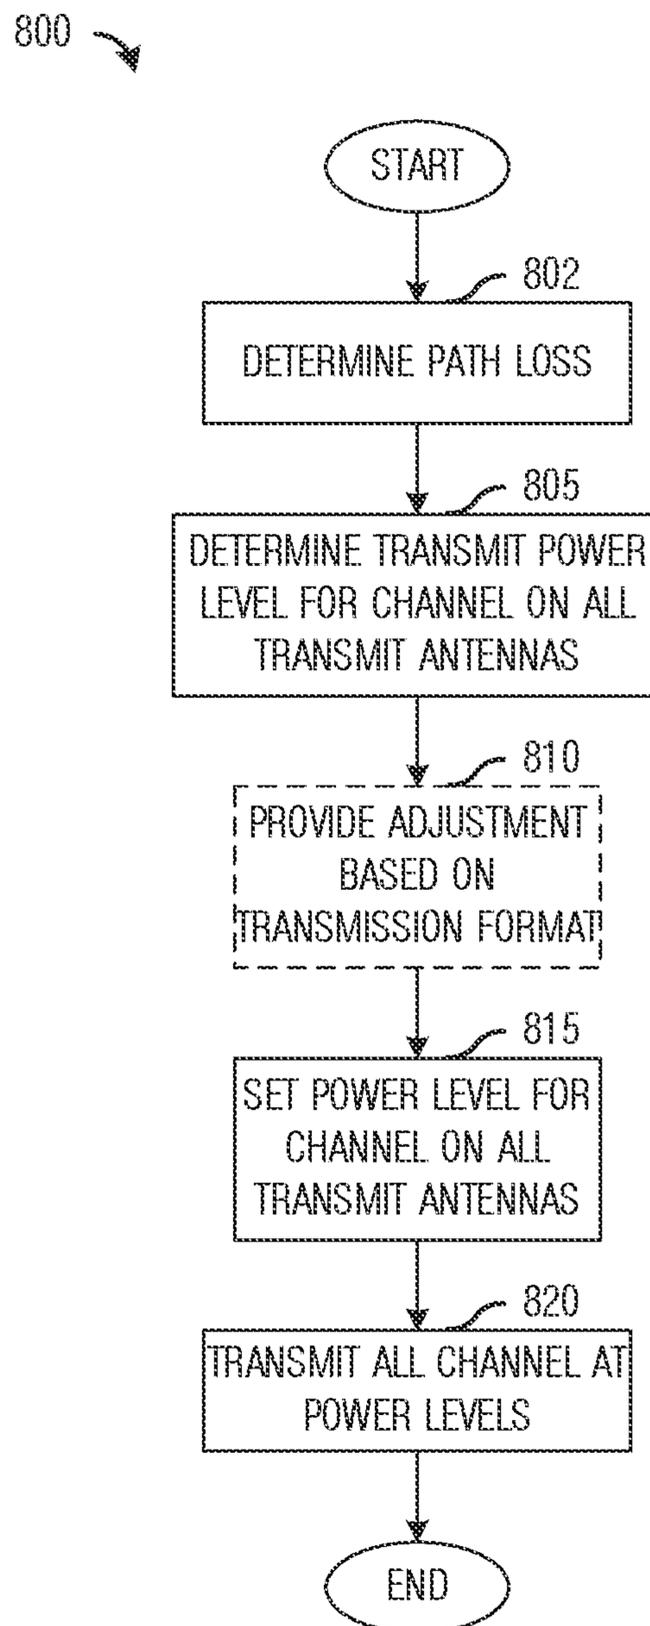 800
START
802
DETERMINE PATH LOSS
805
DETERMINE TRANSMIT POWER
LEVEL FOR CHANNEL ON ALL
TRANSMIT ANTENNAS
810
PROVIDE ADJUSTMENT
BASED ON
TRANSMISSION FORMAT
815
SET POWER LEVEL FOR
CHANNEL ON ALL
TRANSMIT ANTENNAS
820
TRANSMIT ALL CHANNEL AT
POWER LEVELS
END